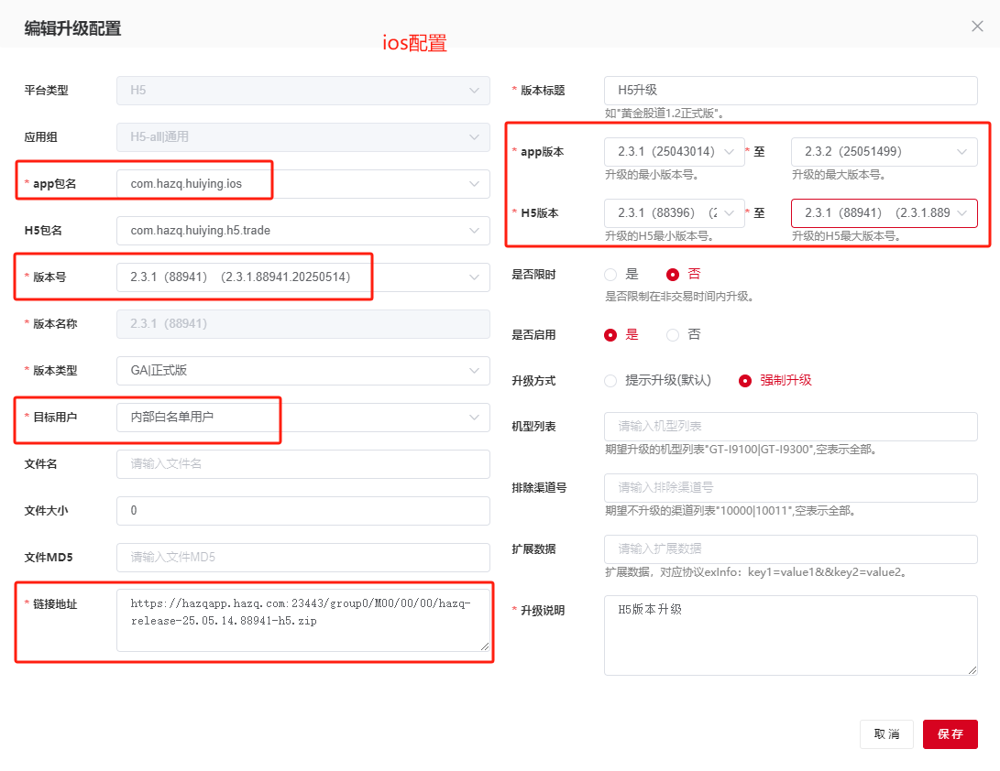 编辑升级配置
ios配置
平台类型 H5
应用组 H5-all|通用
* app包名 com.hazq.huiying.ios
H5包名 com.hazq.huiying.h5.trade
* 版本号 2.3.1（88941）（2.3.1.88941.20250514）
* 版本名称 2.3.1（88941）
* 版本类型 GA|正式版
* 目标用户 内部白名单用户
文件名 请输入文件名
文件大小 0
文件MD5 请输入文件MD5
* 链接地址 https://hazqapp.hazq.com:23443/group0/M00/00/00/hazq-
release-25.05.14.88941-h5.zip
* 版本标题 H5升级
如"黄金股道1.2正式版"。
* app版本 2.3.1（25043014） * 至 2.3.2（25051499）
升级的最小版本号。 升级的最大版本号。
* H5版本 2.3.1（88396）（2 * 至 2.3.1（88941）（2.3.1.889
升级的H5最小版本号。 升级的H5最大版本号。
是否限时 是 否
是否限制在非交易时间内升级。
是否启用 是 否
升级方式 提示升级(默认) 强制升级
机型列表 请输入机型列表
期望升级的机型列表"GT-I9100|GT-I9300",空表示全部。
排除渠道号 请输入排除渠道号
期望不升级的渠道列表"10000|10011",空表示全部。
扩展数据 请输入扩展数据
扩展数据，对应协议exInfo：key1=value1&&key2=value2。
* 升级说明 H5版本升级
取消 保存